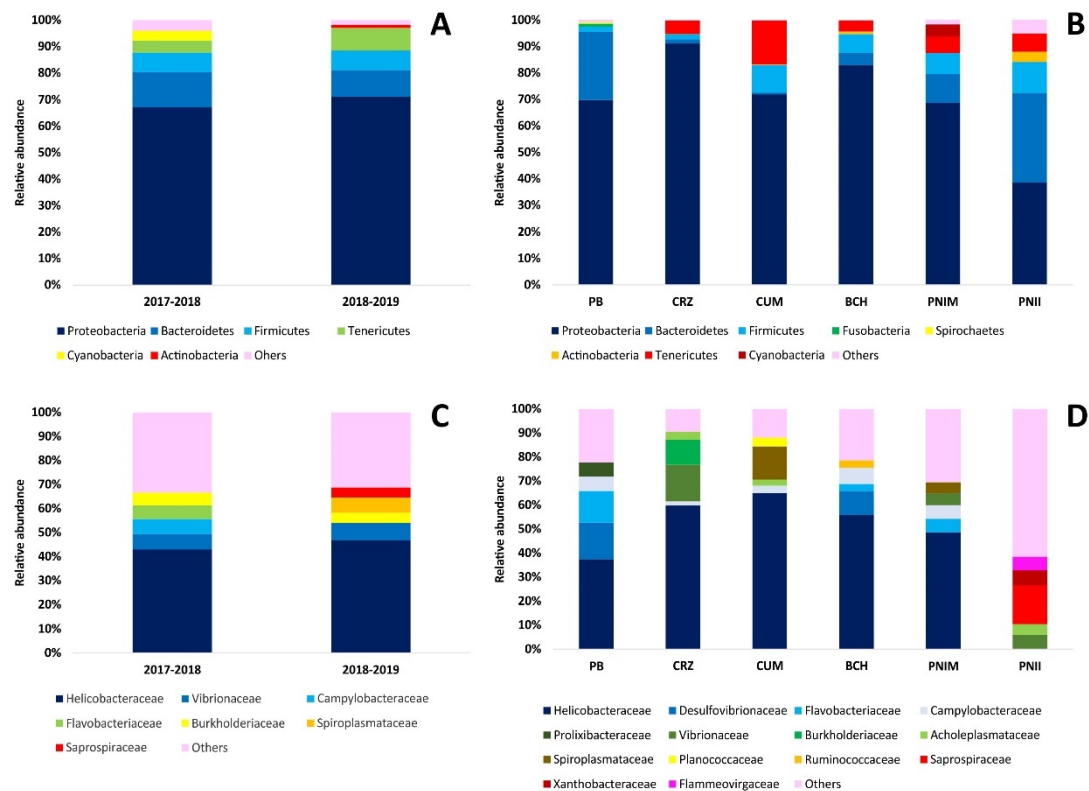 A
Relative abundance
100%
90%
80%
70%
60%
50%
40%
30%
20%
10%
0%
2017-2018 2018-2019
Proteobacteria Bacteroidetes Firmicutes Tenericutes
Cyanobacteria Actinobacteria Ohers
B
Relative abundance
100%
90%
80%
70%
60%
50%
40%
30%
20%
10%
0%
PB CRZ CUM BCH PNIM PNII
Proteobacteria Bacteroidetes Firmicutes Fusobacteria Spirochaetes
Actinobacteria Tenericutes Cyanobacteria Others
C
Relative abundance
100%
90%
80%
70%
60%
50%
40%
30%
20%
10%
0%
2017-2018 2018-2019
Helicobacteraceae Vibrionaceae Campylobacteraceae
Flavobacteriaceae Burkholderiaceae Spiroplasmataceae
Saprospiraceae Others
D
Relative abundance
100%
90%
80%
70%
60%
50%
40%
30%
20%
10%
0%
PB CRZ CUM BCH PNIM PNII
Helicobacteraceae Desulfovibrionaceae Flavobacteriaceae Campylobacteraceae
Prolixibacteraceae Vibrionaceae Burkholderiaceae Acholeplasmataceae
Spiroplasmataceae Planococcaceae Ruminococcaceae Saprospiraceae
Xanthobacteraceae Flammeovirgaceae Others